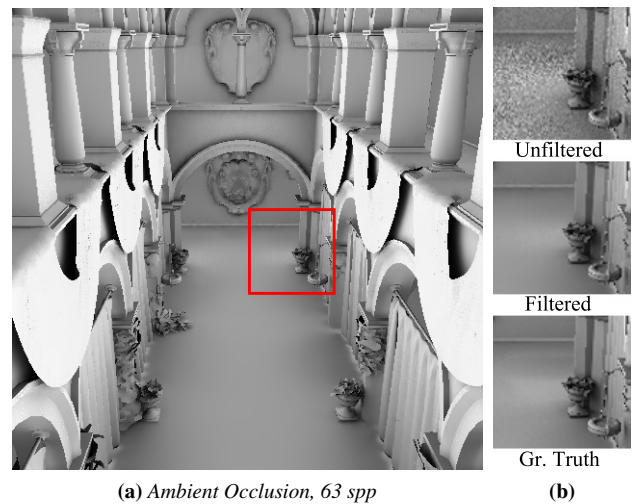 Unfiltered
Filtered
Gr. Truth
(a) Ambient Occlusion, 63 spp
(b)